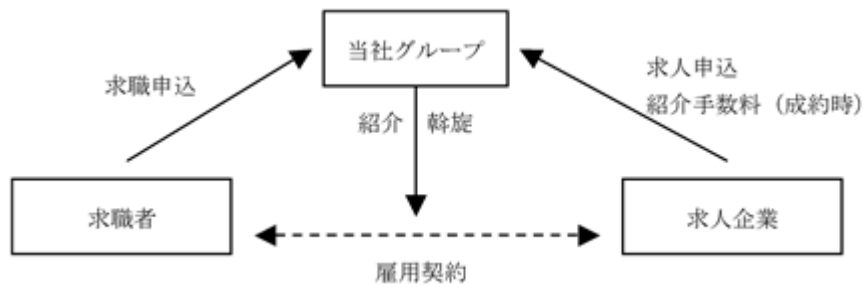 当社グループ
求職申込
求人申込
紹介手数料（成約時）
紹介 斡旋
求職者
求人企業
雇用契約